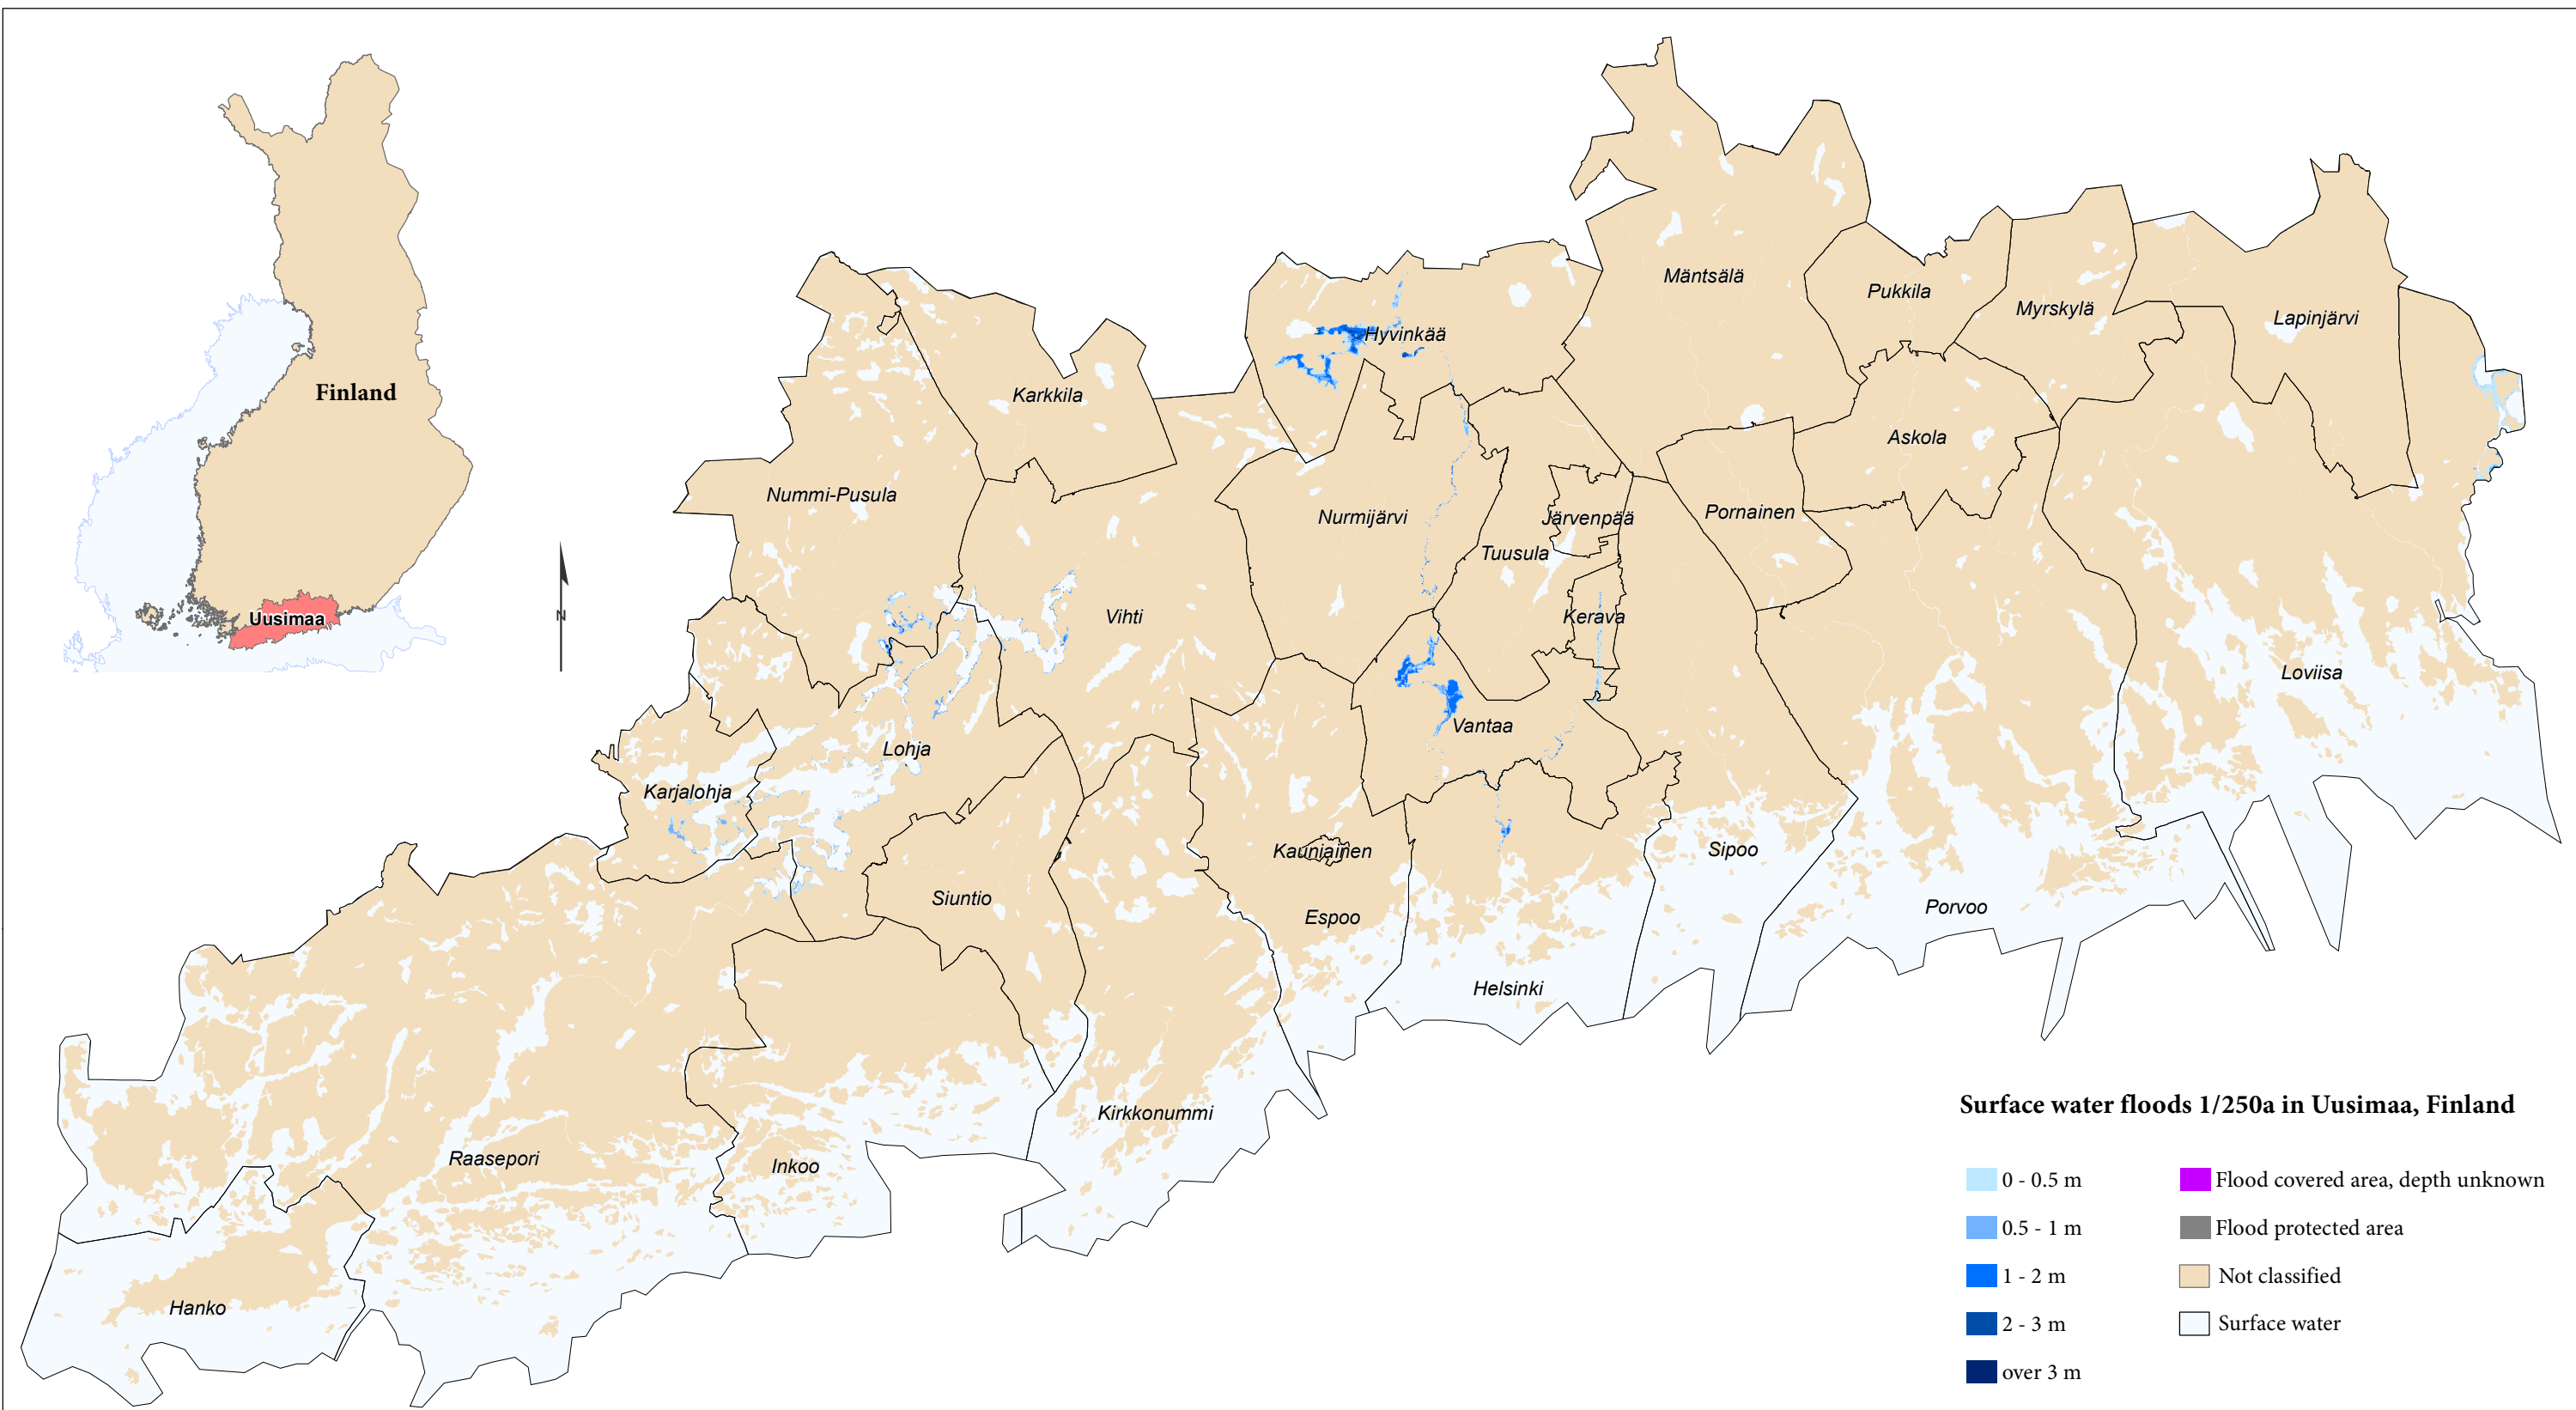 Finland
Uusimaa
N
Mäntsälä
Pukkila
Myrskylä
Lapinjärvi
Hyvinkää
Karkkila
Askola
Nummi-Pusula
Nurmijärvi
Järvenpää
Pornainen
Tuusula
Vihti
Kerava
Loviisa
Vantaa
Lohja
Karjalohja
Kauniainen
Sipoo
Siuntio
Espoo
Porvoo
Helsinki
Kirkkonummi
Raasepori
Inkoo
Hanko
Surface water floods 1/250a in Uusimaa, Finland
0 - 0.5 m
0.5 - 1 m
1 - 2 m
2 - 3 m
over 3 m
Flood covered area, depth unknown
Flood protected area
Not classified
Surface water